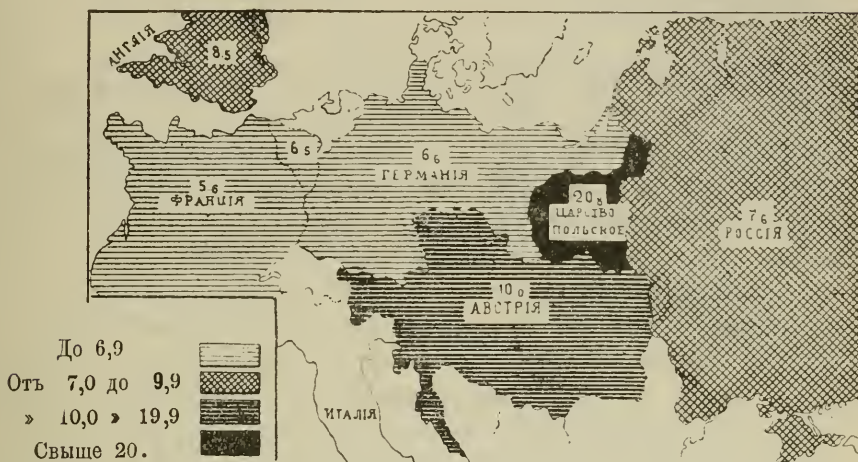 АНГЛІЯ
8.5
6 5
5 6
ФРАНЦІЯ
6 6
ГЕРМАНІЯ
20 8
ЦАРСТВО
ПОЛЬСКОЕ
7 6
РОССІЯ
10 0
АВСТРІЯ
ИТАЛІЯ
До 6,9
Отъ 7,0 до 9,9
» 10,0 » 19,9
Свыще 20.